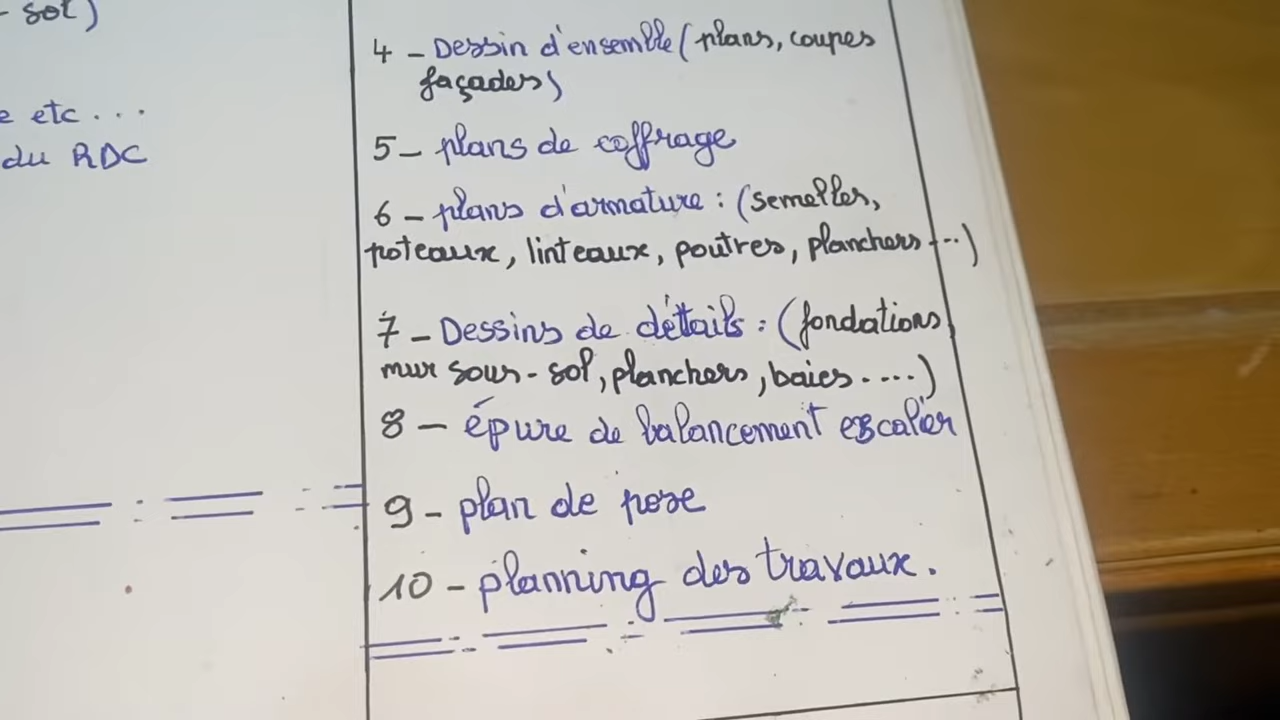 - sol)
e etc...
du RDC
4 - Dessin d'ensemble (plans, coupes
façades)
5 - plans de coffrage
6 - plans d'armature : (semelles,
poteaux, linteaux, poutres, planchers ...)
7 - Dessins de déttails : (fondations
mur sous-sol, planchers, baies.....)
8 - épure de balancement escalier
9 - plan de pose
10 - planning des travaux.